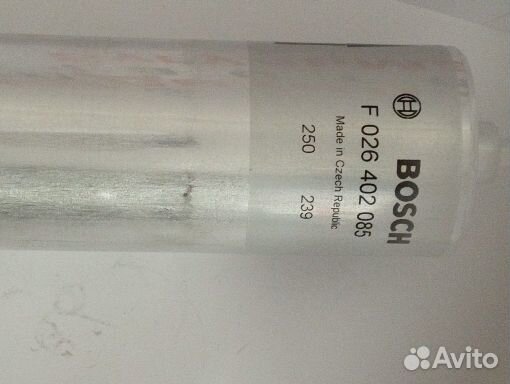 BOSCH
F 026 402 085
Made in Czech Republic
250 239
Avito